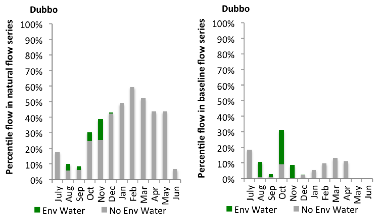 Dubbo
Percentile flow in natural flow series
100%
90%
80%
70%
60%
50%
40%
30%
20%
10%
0%
July
Aug
Sep
Oct
Nov
Dec
Jan
Feb
Mar
Apr
May
Jun
Env Water
No Env Water
Dubbo
Percentile flow in baseline flow series
100%
90%
80%
70%
60%
50%
40%
30%
20%
10%
0%
July
Aug
Sep
Oct
Nov
Dec
Jan
Feb
Mar
Apr
May
Jun
Env Water
No Env Water